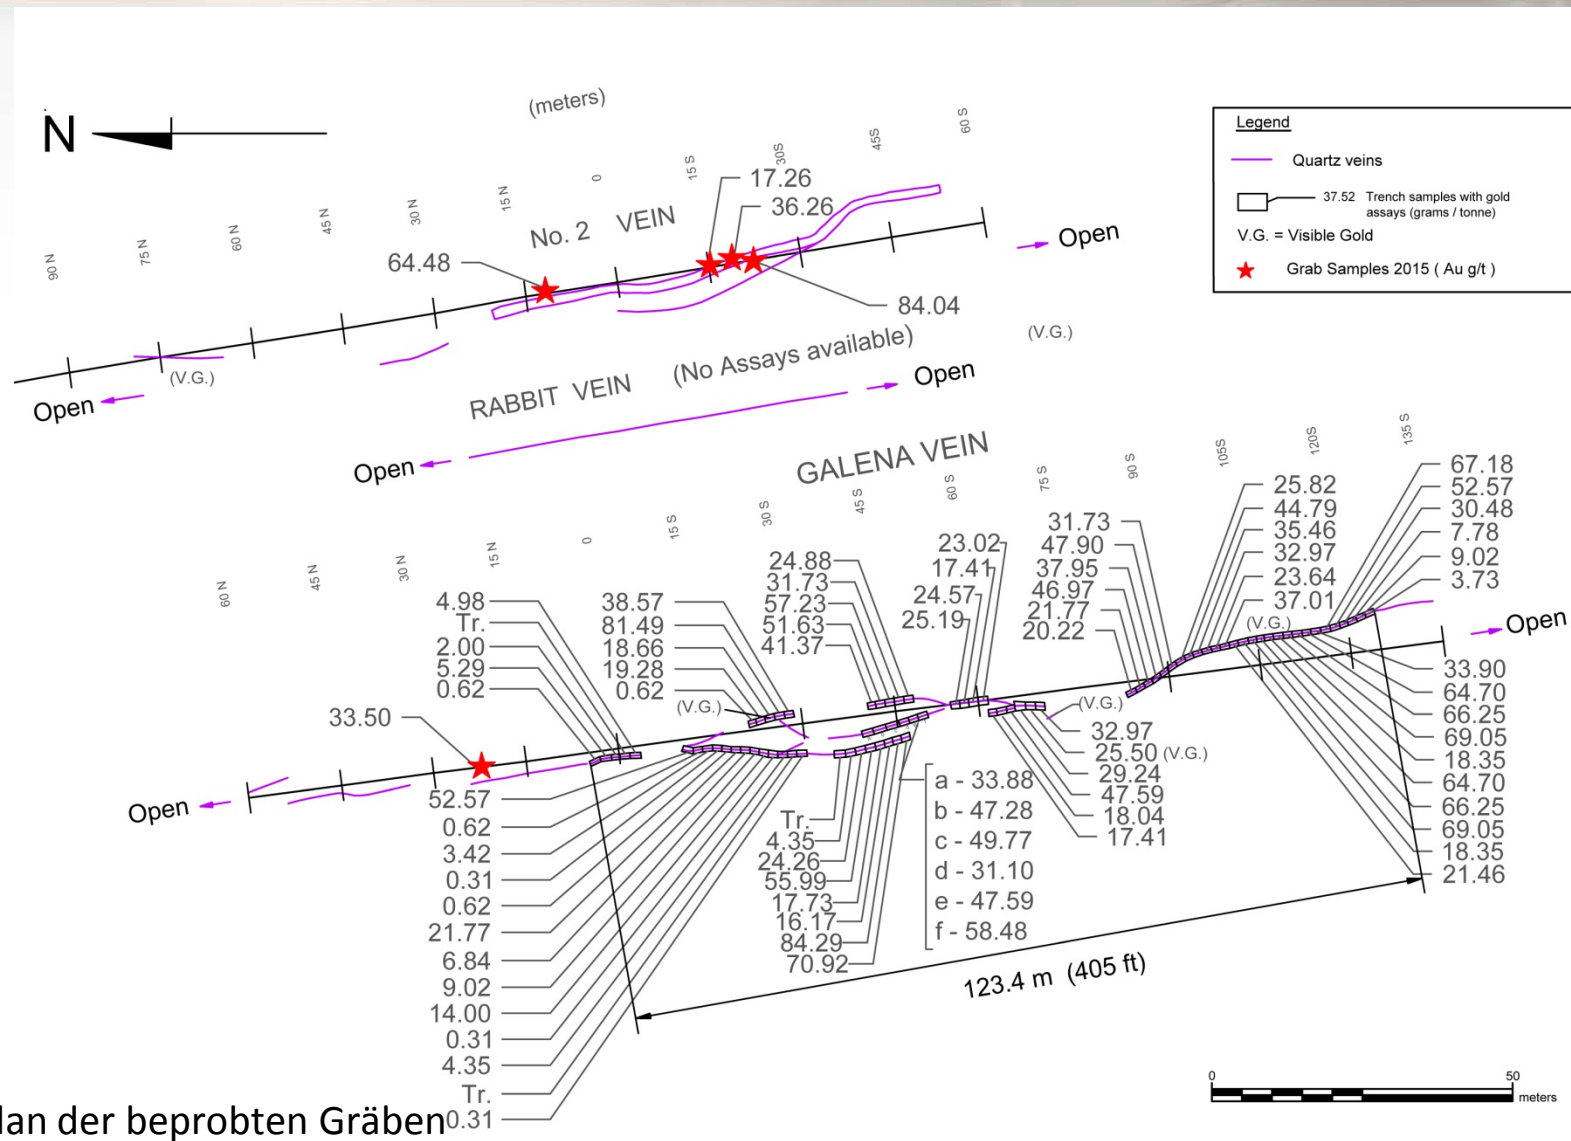 N
(meters)
90 N
75N
60 N
45N
30 N
15 N
0
15 S
30S
45S
60 S
No. 2 VEIN
17.26
36.26
64.48
84.04
Open
(V.G.)
(V.G.)
Open
Legend
Quartz veins
37.52 Trench samples with gold
assays (grams / tonne)
V.G. = Visible Gold
Grab Samples 2015 ( Au g/t )
RABBIT VEIN (No Assays available)
Open
Open
GALENA VEIN
60 N
45N
30 N
15 N
0
15 S
30 S
45 S
60 S
75 S
90 S
105S
120S
135 S
4.98
Tr.
2.00
5.29
0.62
33.50
38.57
81.49
18.66
19.28
0.62
(V.G.)
24.88
31.73
57.23
51.63
41.37
23.02
17.41
24.57
25.19
31.73
47.90
37.95
46.97
21.77
20.22
25.82
44.79
35.46
32.97
23.64
37.01
(V.G.)
67.18
52.57
30.48
7.78
9.02
3.73
Open
Open
52.57
0.62
3.42
0.31
0.62
21.77
6.84
9.02
14.00
0.31
4.35
Tr.
0.31
Tr.
4.35
24.26
55.99
17.73
16.17
84.29
70.92
a - 33.88
b - 47.28
c - 49.77
d - 31.10
e - 47.59
f - 58.48
(V.G.)
32.97
25.50 (V.G.)
29.24
47.59
18.04
17.41
33.90
64.70
66.25
69.05
18.35
64.70
66.25
69.05
18.35
21.46
123.4 m (405 ft)
0 50
meters
lan der beprobten Gräben